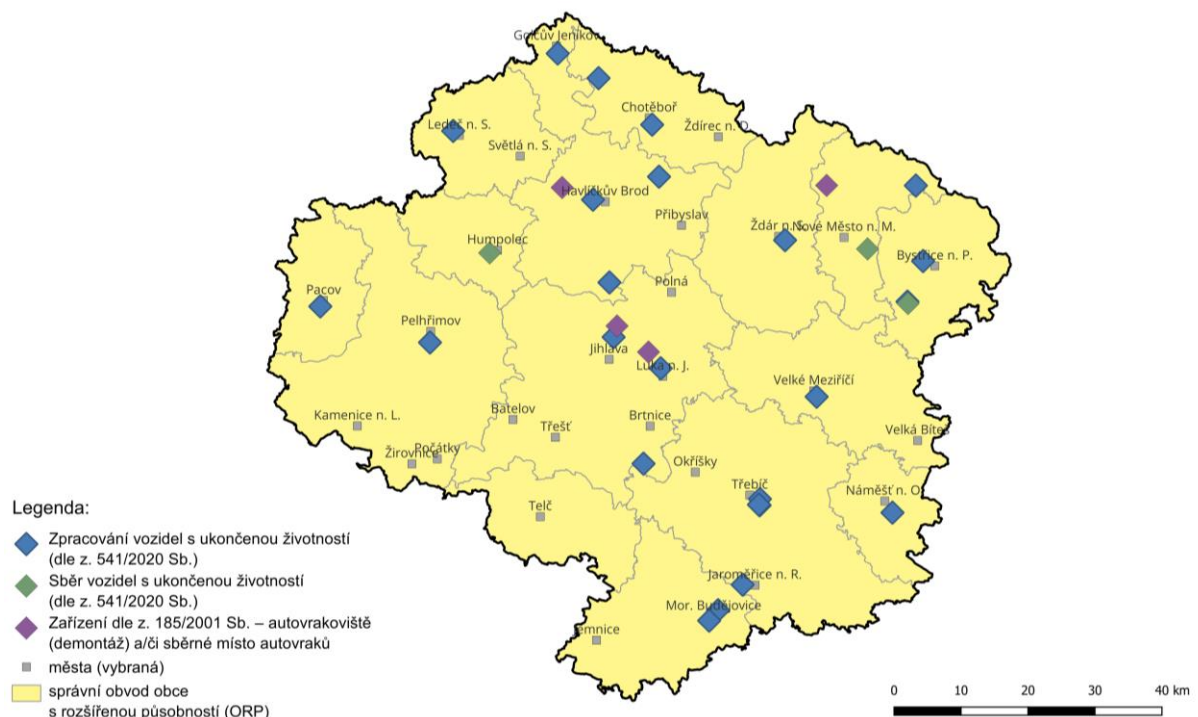 Golčův Jeníkov
Chotěboř
Ždírec n. D.
Ledeč n. S.
Světlá n. S.
Havlíčkův Brod
Přibyslav
Žďár n. S.
Nové Město n. M.
Humpolec
Bystřice n. P.
Polná
Pacov
Pelhřimov
Jihlava
Luka n. J.
Velké Meziříčí
Batelov
Brtnice
Kamenice n. L.
Třešť
Velká Bíteš
Počátky
Žirovnice
Okříšky
Třebíč
Náměšť n. O.
Telč
Jaroměřice n. R.
Mor. Budějovice
Jemnice
Legenda:
Zpracování vozidel s ukončenou životností
(dle z. 541/2020 Sb.)
Sběr vozidel s ukončenou životností
(dle z. 541/2020 Sb.)
Zařízení dle z. 185/2001 Sb. – autovrakoviště
(demontáž) a/či sběrné místo autovraků
města (vybraná)
správní obvod obce
s rozšířenou působností (ORP)
0 10 20 30 40 km